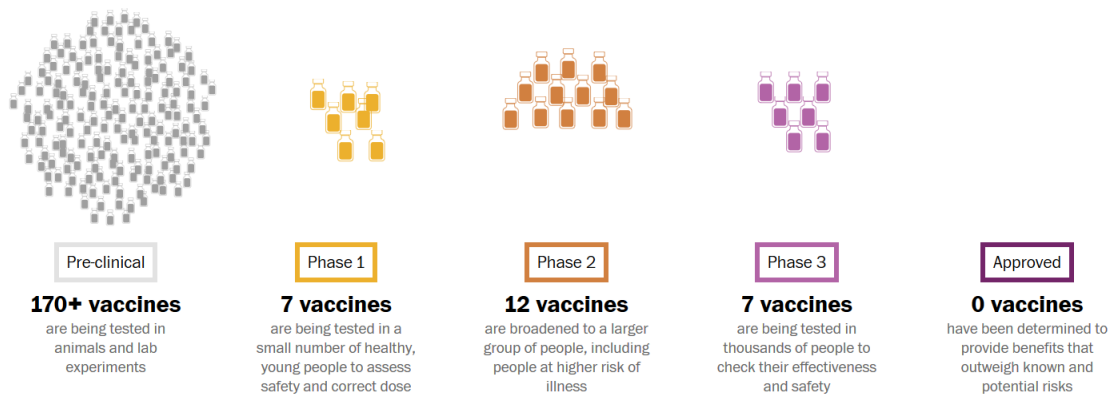 Pre-clinical
170+ vaccines
are being tested in
animals and lab
experiments
Phase 1
7 vaccines
are being tested in a
small number of healthy,
young people to assess
safety and correct dose
Phase 2
12 vaccines
are broadened to a larger
group of people, including
people at higher risk of
illness
Phase 3
7 vaccines
are being tested in
thousands of people to
check their effectiveness
and safety
Approved
0 vaccines
have been determined to
provide benefits that
outweigh known and
potential risks